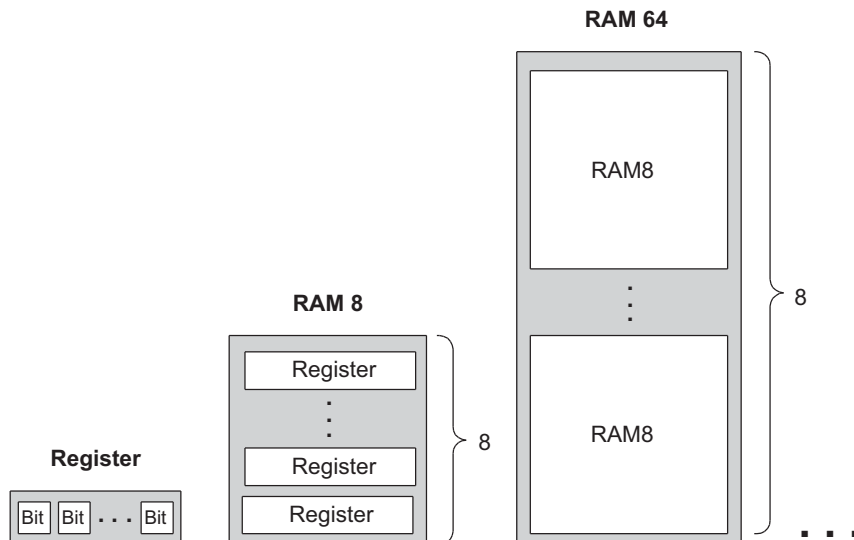 RAM 64
RAM8
.
.
.
8
RAM8
RAM 8
Register
.
.
.
Register
Register
8
Register
Bit Bit . . . Bit
. . .